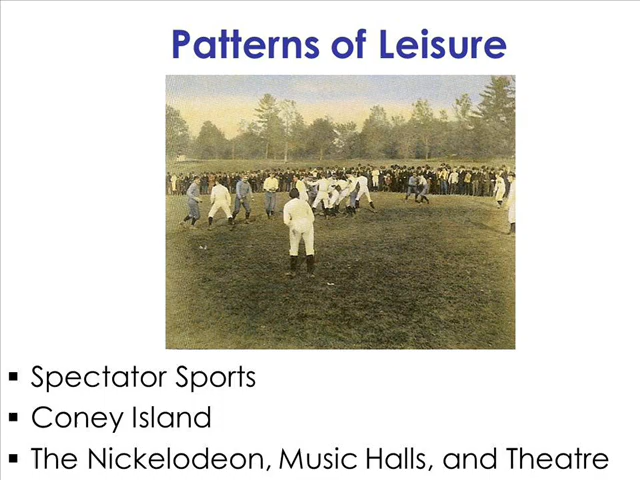 Patterns of Leisure
▪ Spectator Sports
▪ Coney Island
▪ The Nickelodeon, Music Halls, and Theatre